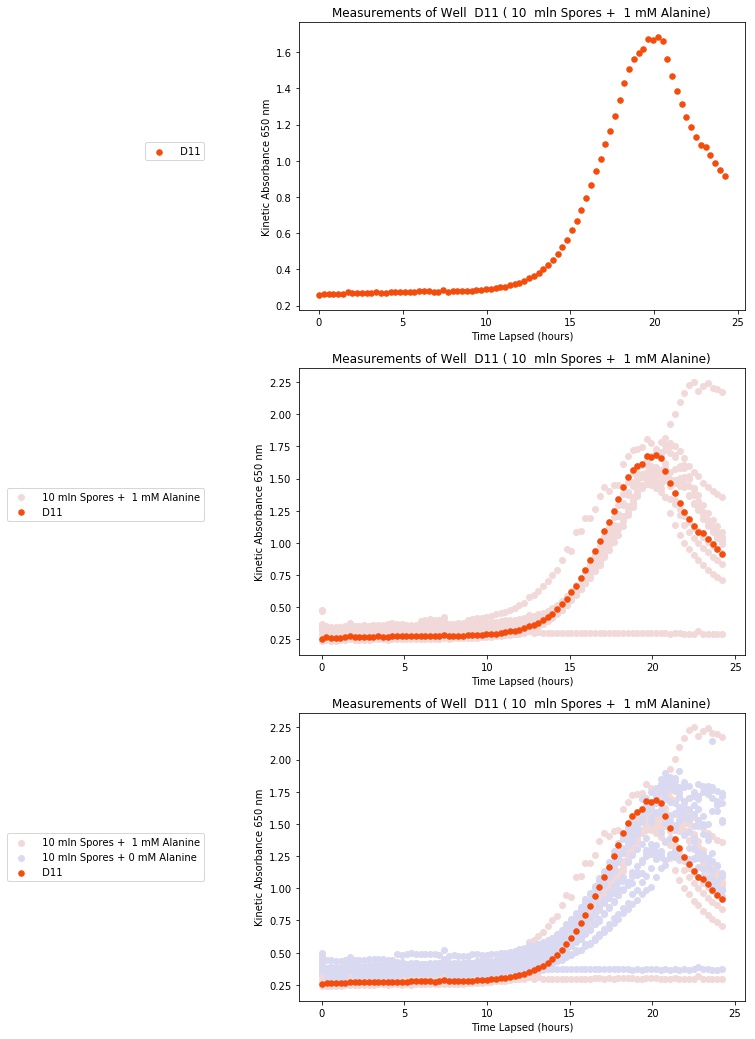 Measurements of Well  D11 ( 10  mln Spores +  1 mM Alanine)
1.6
1.4
1.2
1.0
0.8
0.6
0.4
0.2
Kinetic Absorbance 650 nm
D11
0 5 10 15 20 25
Time Lapsed (hours)
Measurements of Well  D11 ( 10  mln Spores +  1 mM Alanine)
2.25
2.00
1.75
1.50
1.25
1.00
0.75
0.50
0.25
Kinetic Absorbance 650 nm
10 mln Spores +  1 mM Alanine
D11
0 5 10 15 20 25
Time Lapsed (hours)
Measurements of Well  D11 ( 10  mln Spores +  1 mM Alanine)
2.25
2.00
1.75
1.50
1.25
1.00
0.75
0.50
0.25
Kinetic Absorbance 650 nm
10 mln Spores +  1 mM Alanine
10 mln Spores + 0 mM Alanine
D11
0 5 10 15 20 25
Time Lapsed (hours)